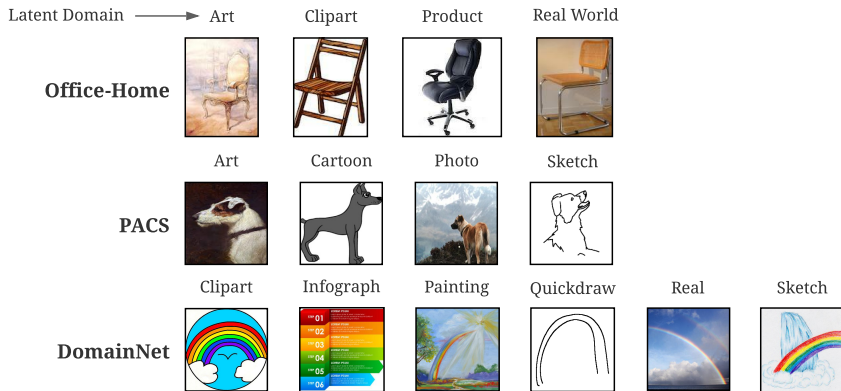 Latent Domain
Art
Clipart
Product
Real World
Office-Home
Art
Cartoon
Photo
Sketch
PACS
Clipart
Infograph
Painting
Quickdraw
Real
Sketch
DomainNet
01
02
03
04
05
06